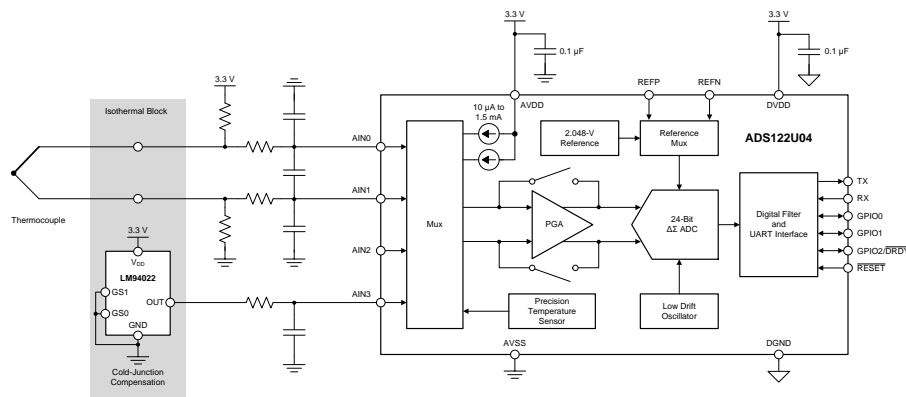 3.3 V
0.1 µF
3.3 V
0.1 µF
3.3 V
Isothermal Block
10 µA to
1.5 mA
AVDD
REFP
REFN
DVDD
2.048-V
Reference
Reference
Mux
ADS122U04
AIN0
AIN1
AIN2
AIN3
Thermocouple
Mux
PGA
24-Bit
ΔΣ ADC
Digital Filter
and
UART Interface
TX
RX
GPIO0
GPIO1
GPIO2/DRDY
RESET
3.3 V
VDD
LM94022
GS1
GS0
OUT
GND
Cold-Junction
Compensation
Precision
Temperature
Sensor
Low Drift
Oscillator
AVSS
DGND